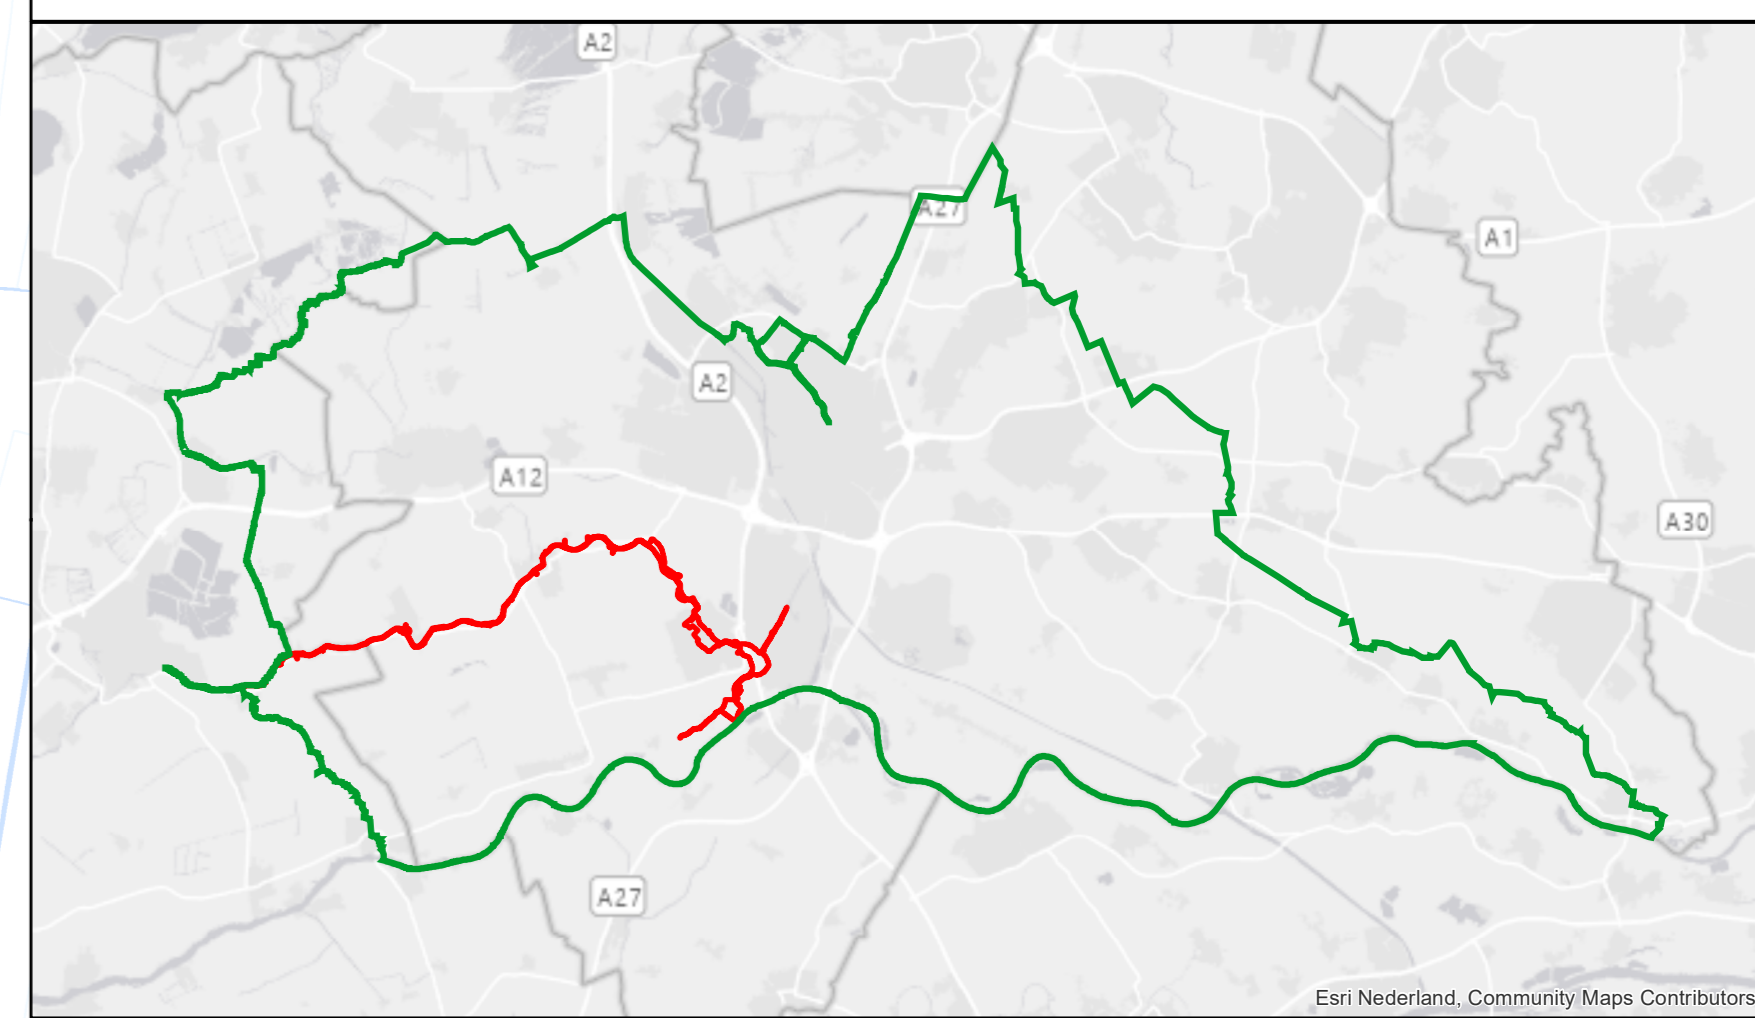 A2
A27
A1
A2
A12
A30
A27
Esri Nederland, Community Maps Contributors